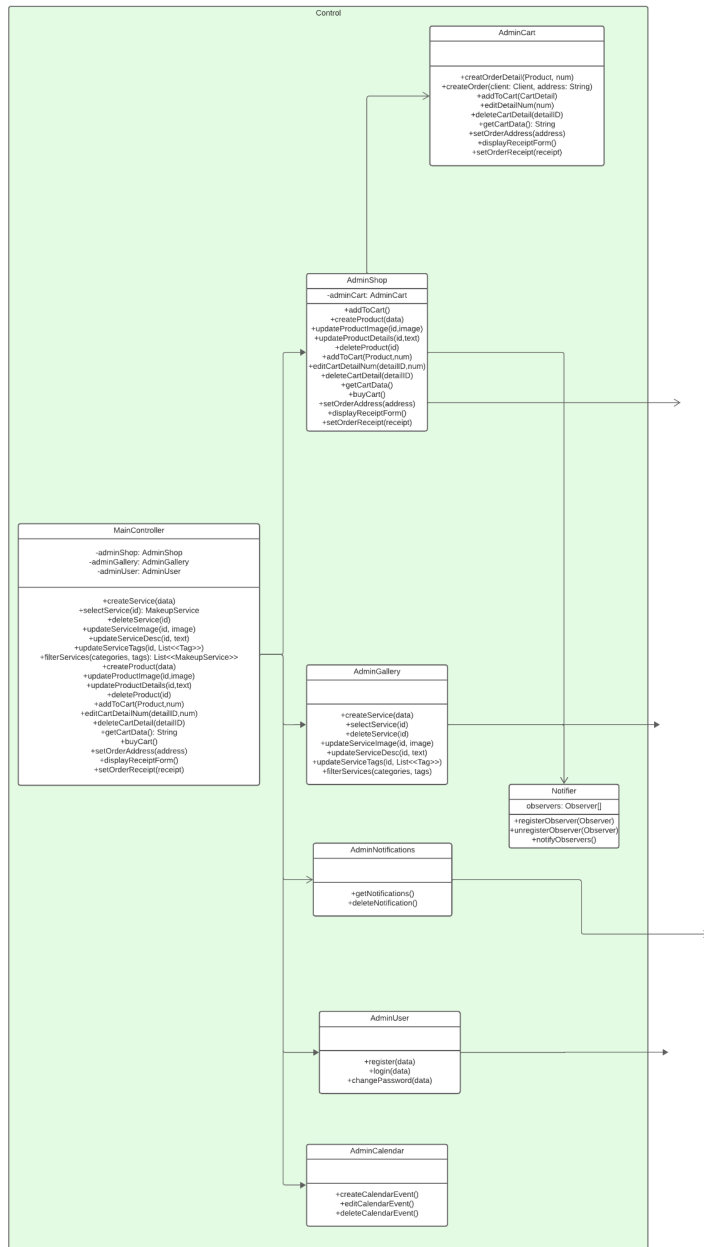 Control
AdminCart
+creatOrderDetail(Product, num)
+createOrder(client: Client, address: String)
+addToCart(CartDetail)
+editDetailNum(num)
+deleteCartDetail(detailID)
+getCartData(): String
+setOrderAddress(address)
+displayReceiptForm()
+setOrderReceipt(receipt}
AdminShop
-adminCart: AdminCart
+addToCart()
+createProduct(data)
+updateProductImage(id,image)
+updateProductDetails(id,text)
+deleteProduct(id)
+addToCart(Product,num)
+editCartDetailNum(detailID,num)
+deleteCartDetail(detailID)
+getCartData()
+buyCart()
+setOrderAddress(address)
+displayReceiptForm()
+setOrderReceipt(receipt)
MainController
-adminShop: AdminShop
-adminGallery: AdminGallery
-adminUser: AdminUser
+createService(data)
+selectService(id): MakeupService
+deleteService(id)
+updateServiceImage(id, image)
+updateServiceDesc(id, text)
+updateServiceTags(id, List<<Tag>>)
+filterServices(categories, tags): List<<MakeupService>>
+createProduct(data)
+updateProductImage(id,image)
+updateProductDetails(id,text)
+deleteProduct(id)
+addToCart(Product,num)
+editCartDetailNum(detailID,num)
+deleteCartDetail(detailID)
+getCartData(): String
+buyCart()
+setOrderAddress(address)
+displayReceiptForm()
+setOrderReceipt(receipt)
AdminGallery
+createService(data)
+selectService(id)
+deleteService(id)
+updateServiceImage(id, image)
+updateServiceDesc(id, text)
+updateServiceTags(id, List<<Tag>>)
+filterServices(categories, tags)
Notifier
observers: Observer[]
+registerObserver(Observer)
+unregisterObserver(Observer)
+notifyObservers()
AdminNotifications
+getNotifications()
+deleteNotification()
AdminUser
+register(data)
+login(data)
+changePassword(data)
AdminCalendar
+createCalendarEvent()
+editCalendarEvent()
+deleteCalendarEvent()